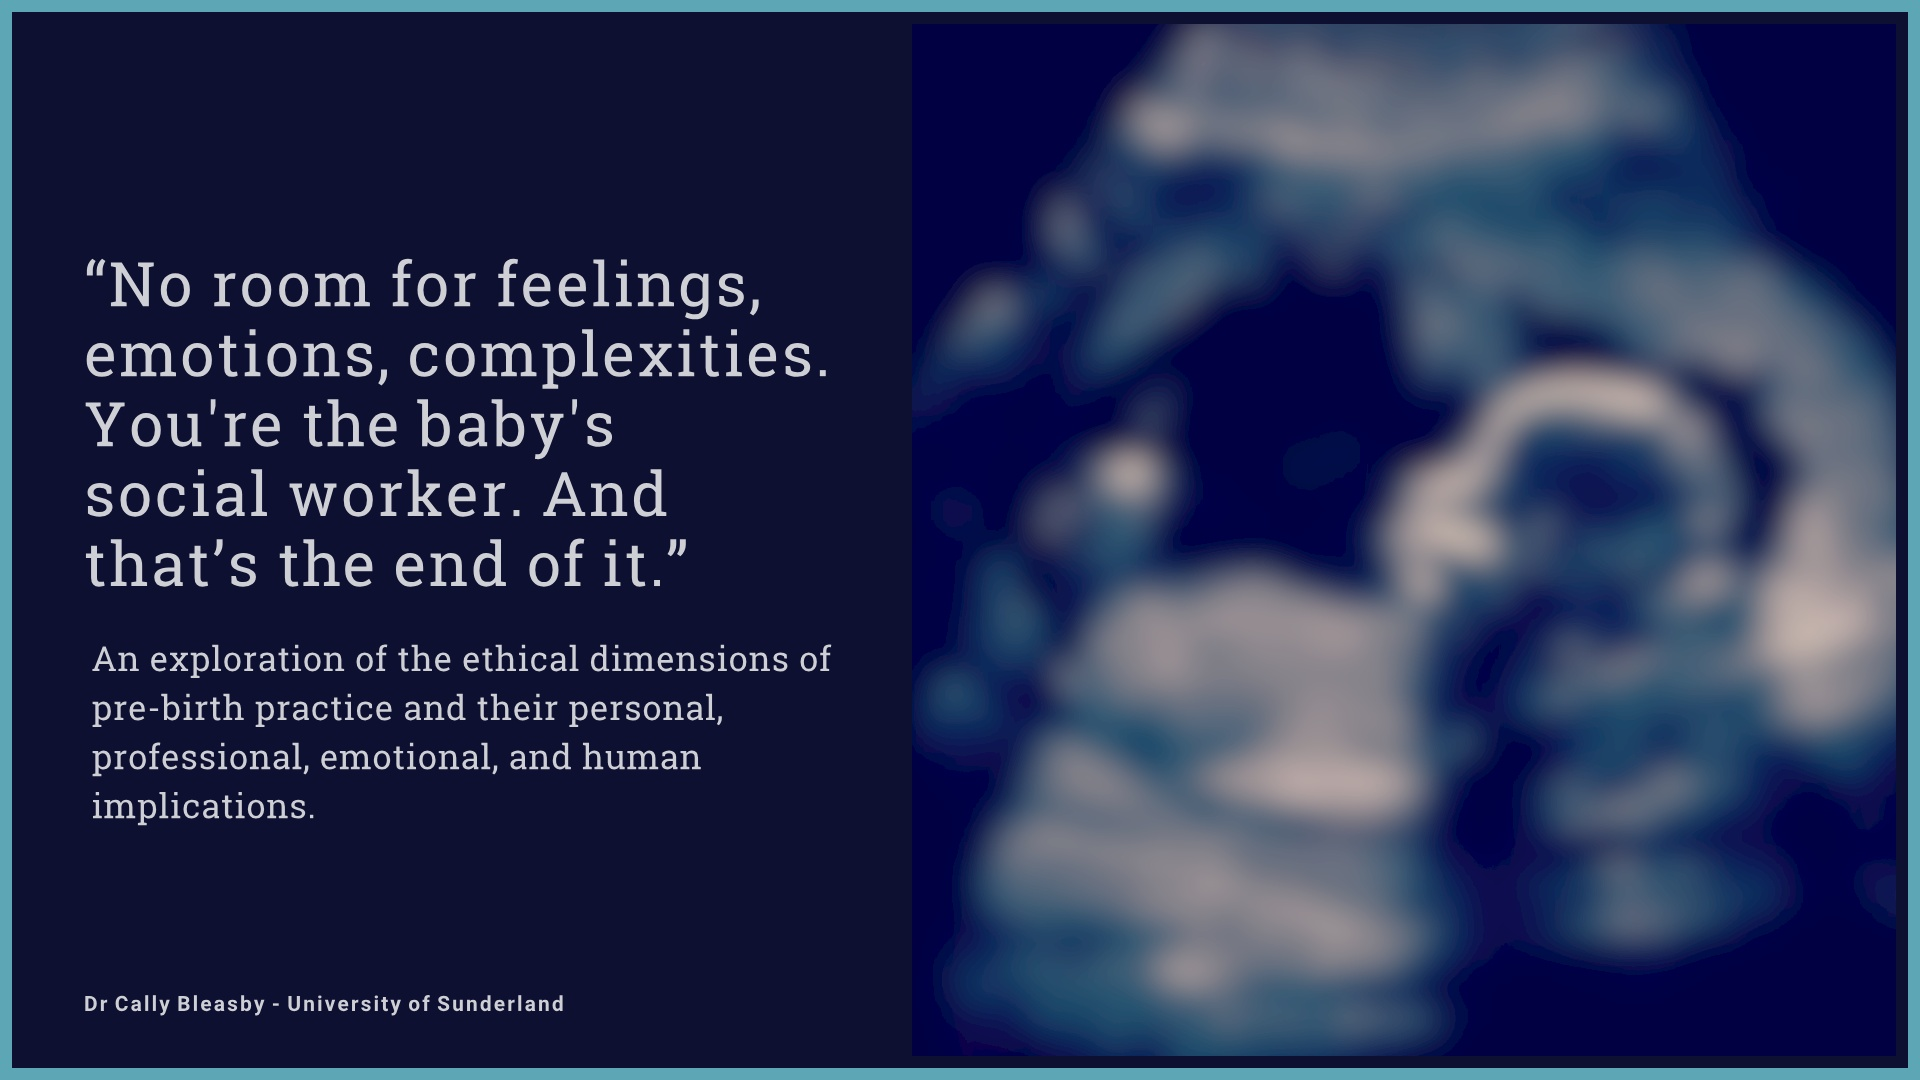 “No room for feelings,
emotions, complexities.
You're the baby's
social worker. And
that’s the end of it.”
An exploration of the ethical dimensions of
pre-birth practice and their personal,
professional, emotional, and human
implications.
Dr Cally Bleasby - University of Sunderland